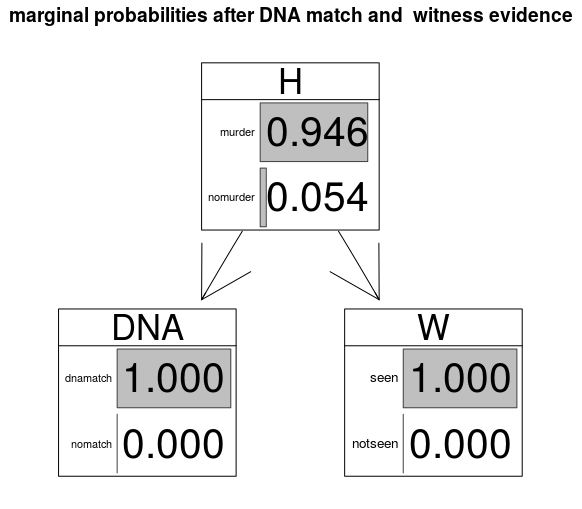 marginal probabilities after DNA match and  witness evidence
H
murder 0.946
nomurder 0.054
DNA
dnamatch 1.000
nomatch 0.000
W
seen 1.000
notseen 0.000